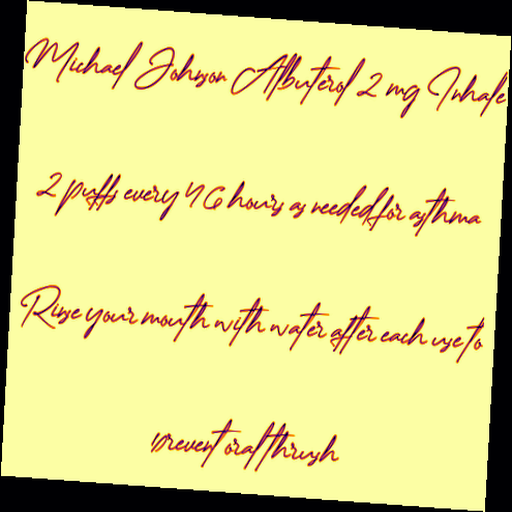 Michael Johnson Albuterol 2 mg Inhale
2 puffs every 4 6 hours as needed for asthma
Rinse your mouth with water after each use to
prevent oral thrush